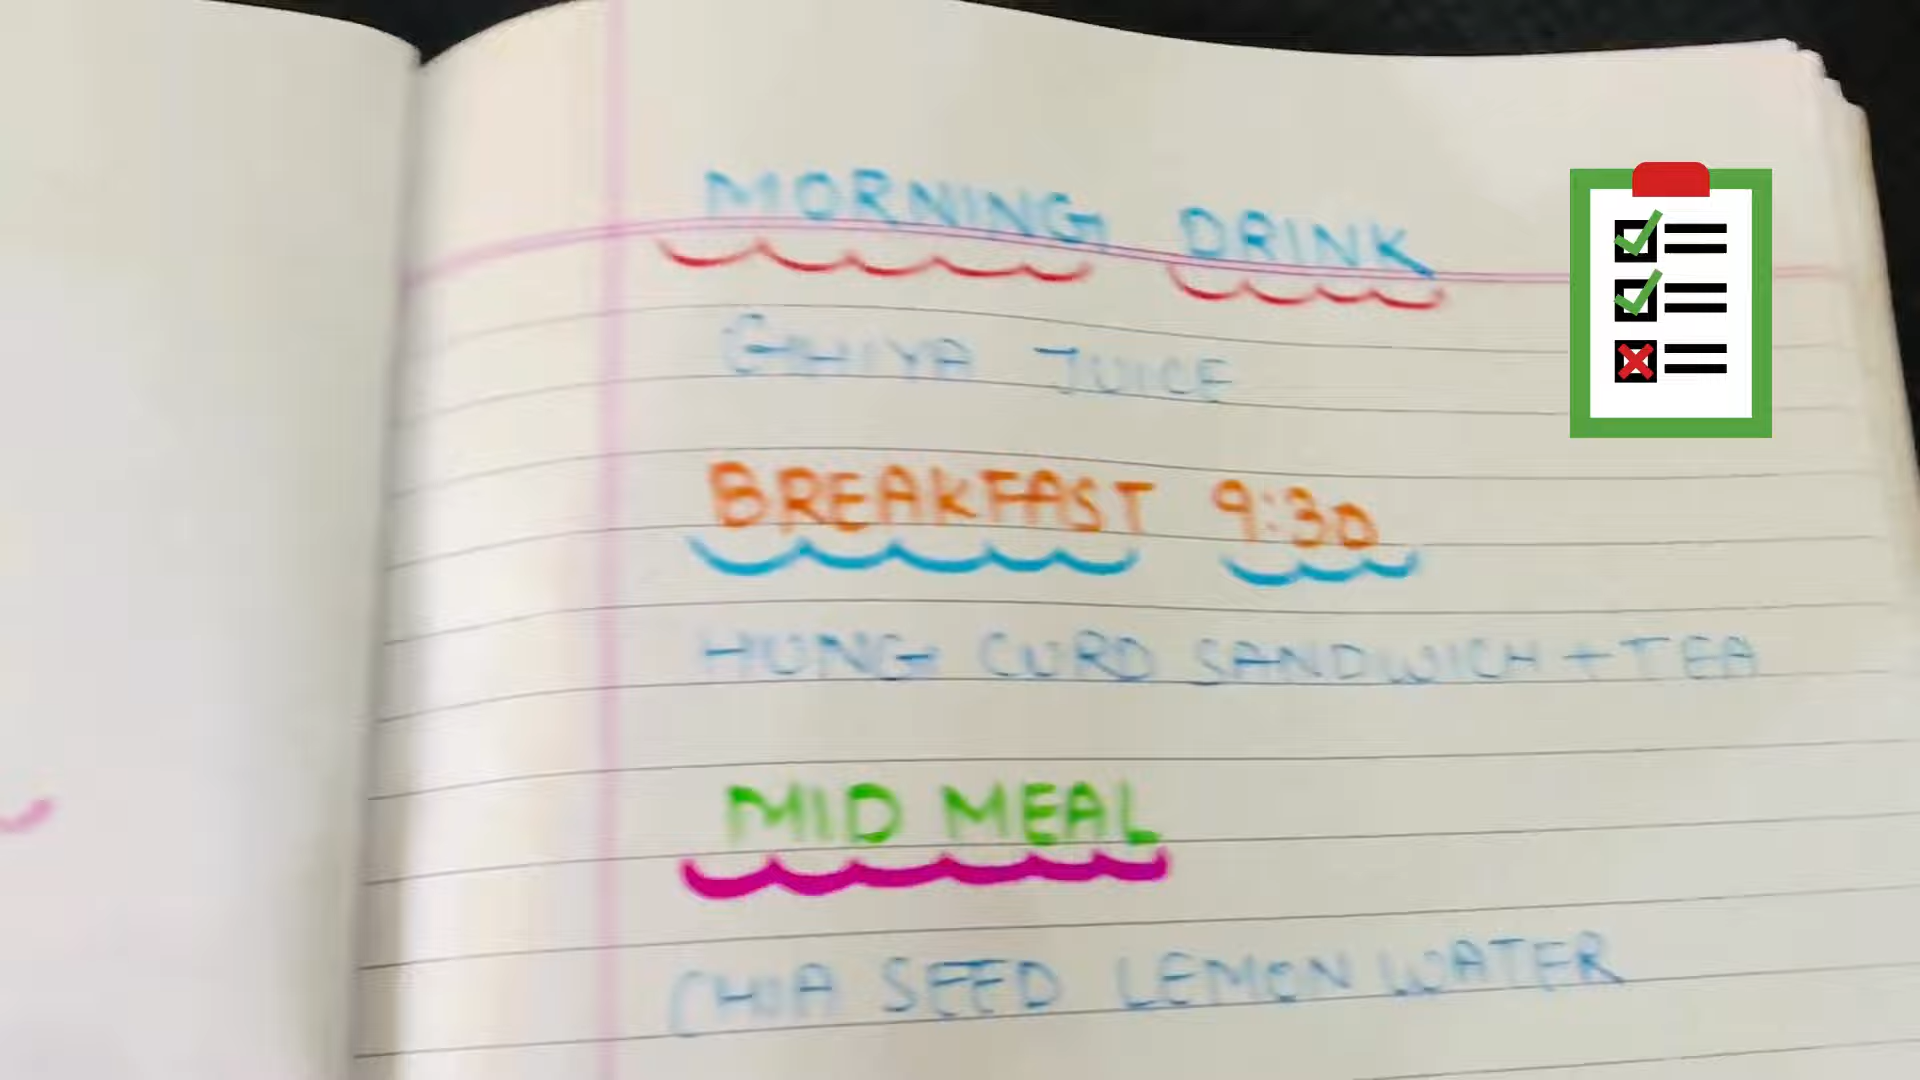 MORNING DRINK
GHIYA JUICE
BREAKFAST 9:30
HUNG CURD SANDWICH + TEA
MID MEAL
CHIA SEED LEMON WATER